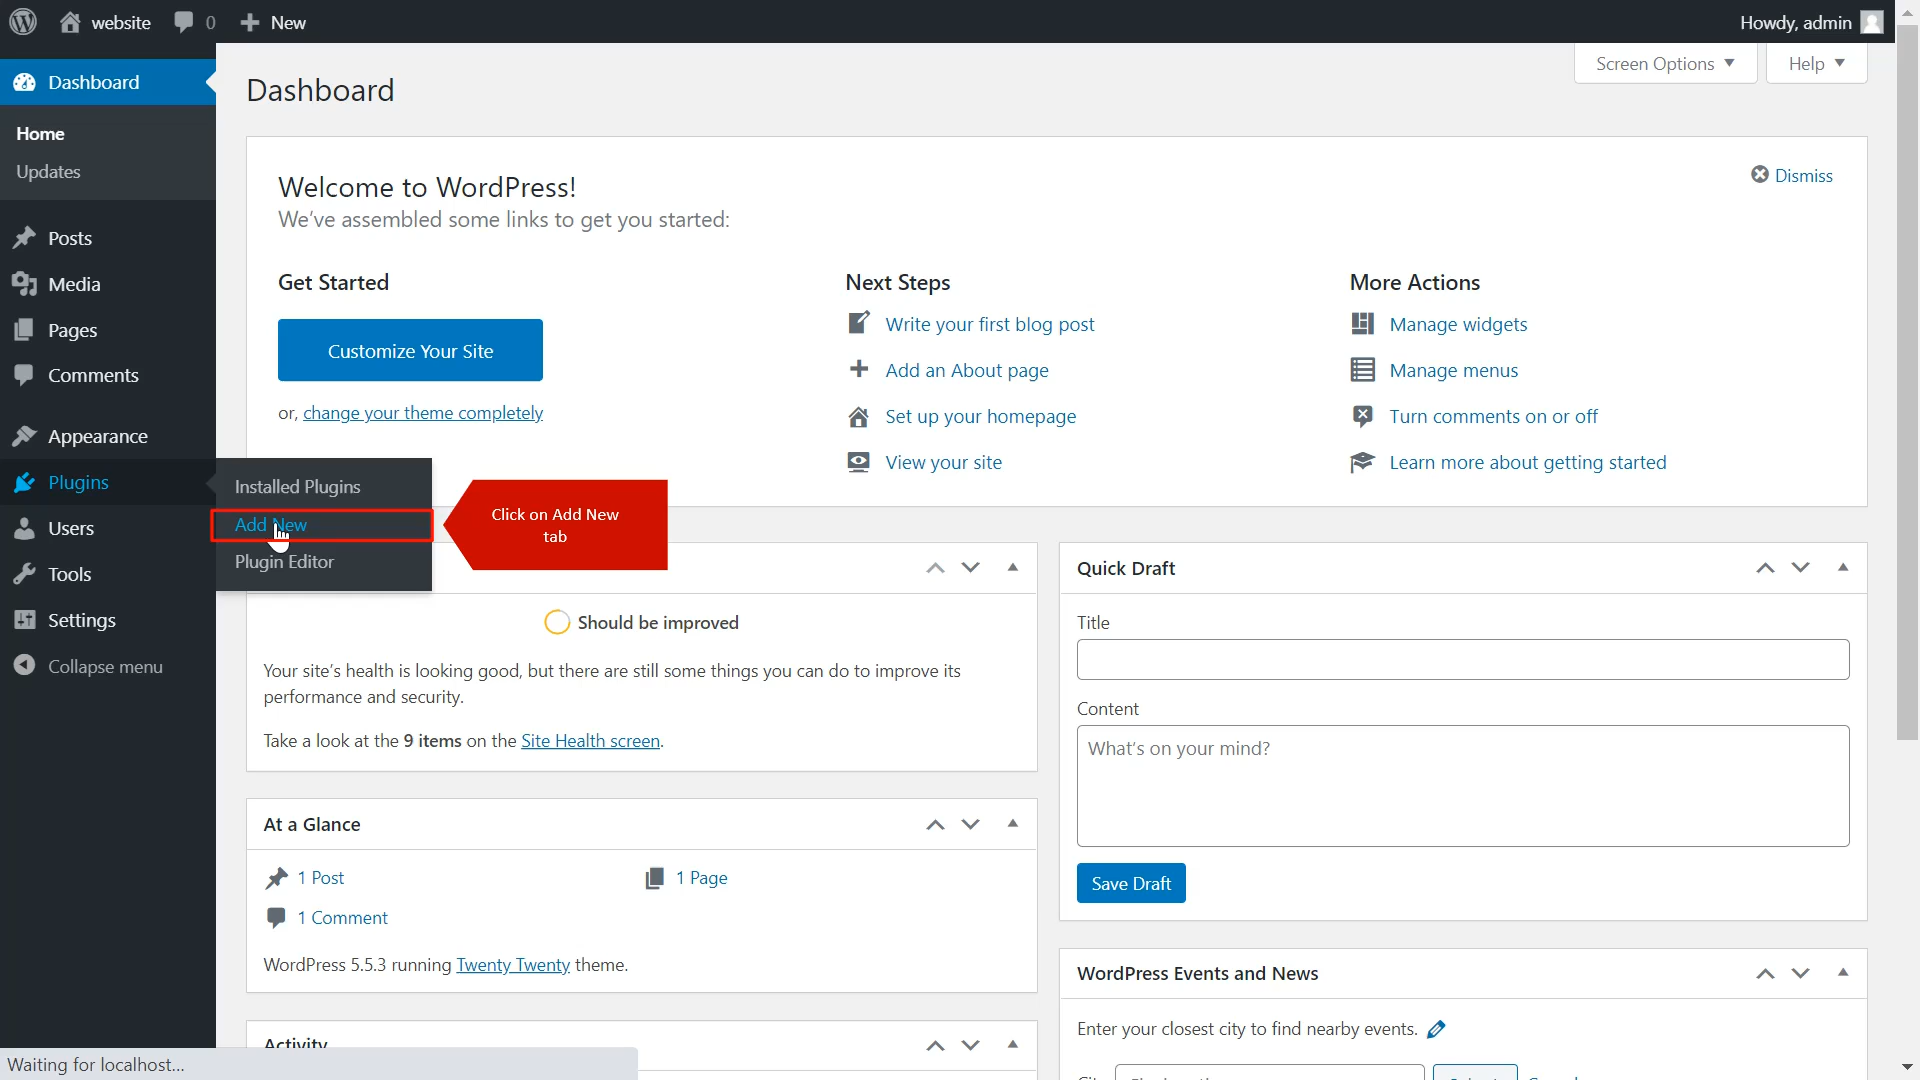 website
0
New
Howdy, admin
Dashboard
Home
Updates
Posts
Media
Pages
Comments
Appearance
Plugins
Users
Tools
Settings
Collapse menu
Installed Plugins
Add New
Plugin Editor
Click on Add New
tab
Screen Options
Help
Dashboard
Welcome to WordPress!
We've assembled some links to get you started:
Dismiss
Get Started
Customize Your Site
or, change your theme completely
Next Steps
Write your first blog post
Add an About page
Set up your homepage
View your site
More Actions
Manage widgets
Manage menus
Turn comments on or off
Learn more about getting started
Should be improved
Your site's health is looking good, but there are still some things you can do to improve its
performance and security.
Take a look at the 9 items on the Site Health screen.
At a Glance
1 Post
1 Page
1 Comment
WordPress 5.5.3 running Twenty Twenty theme.
Activity
Quick Draft
Title
Content
What's on your mind?
Save Draft
WordPress Events and News
Enter your closest city to find nearby events.
Waiting for localhost...